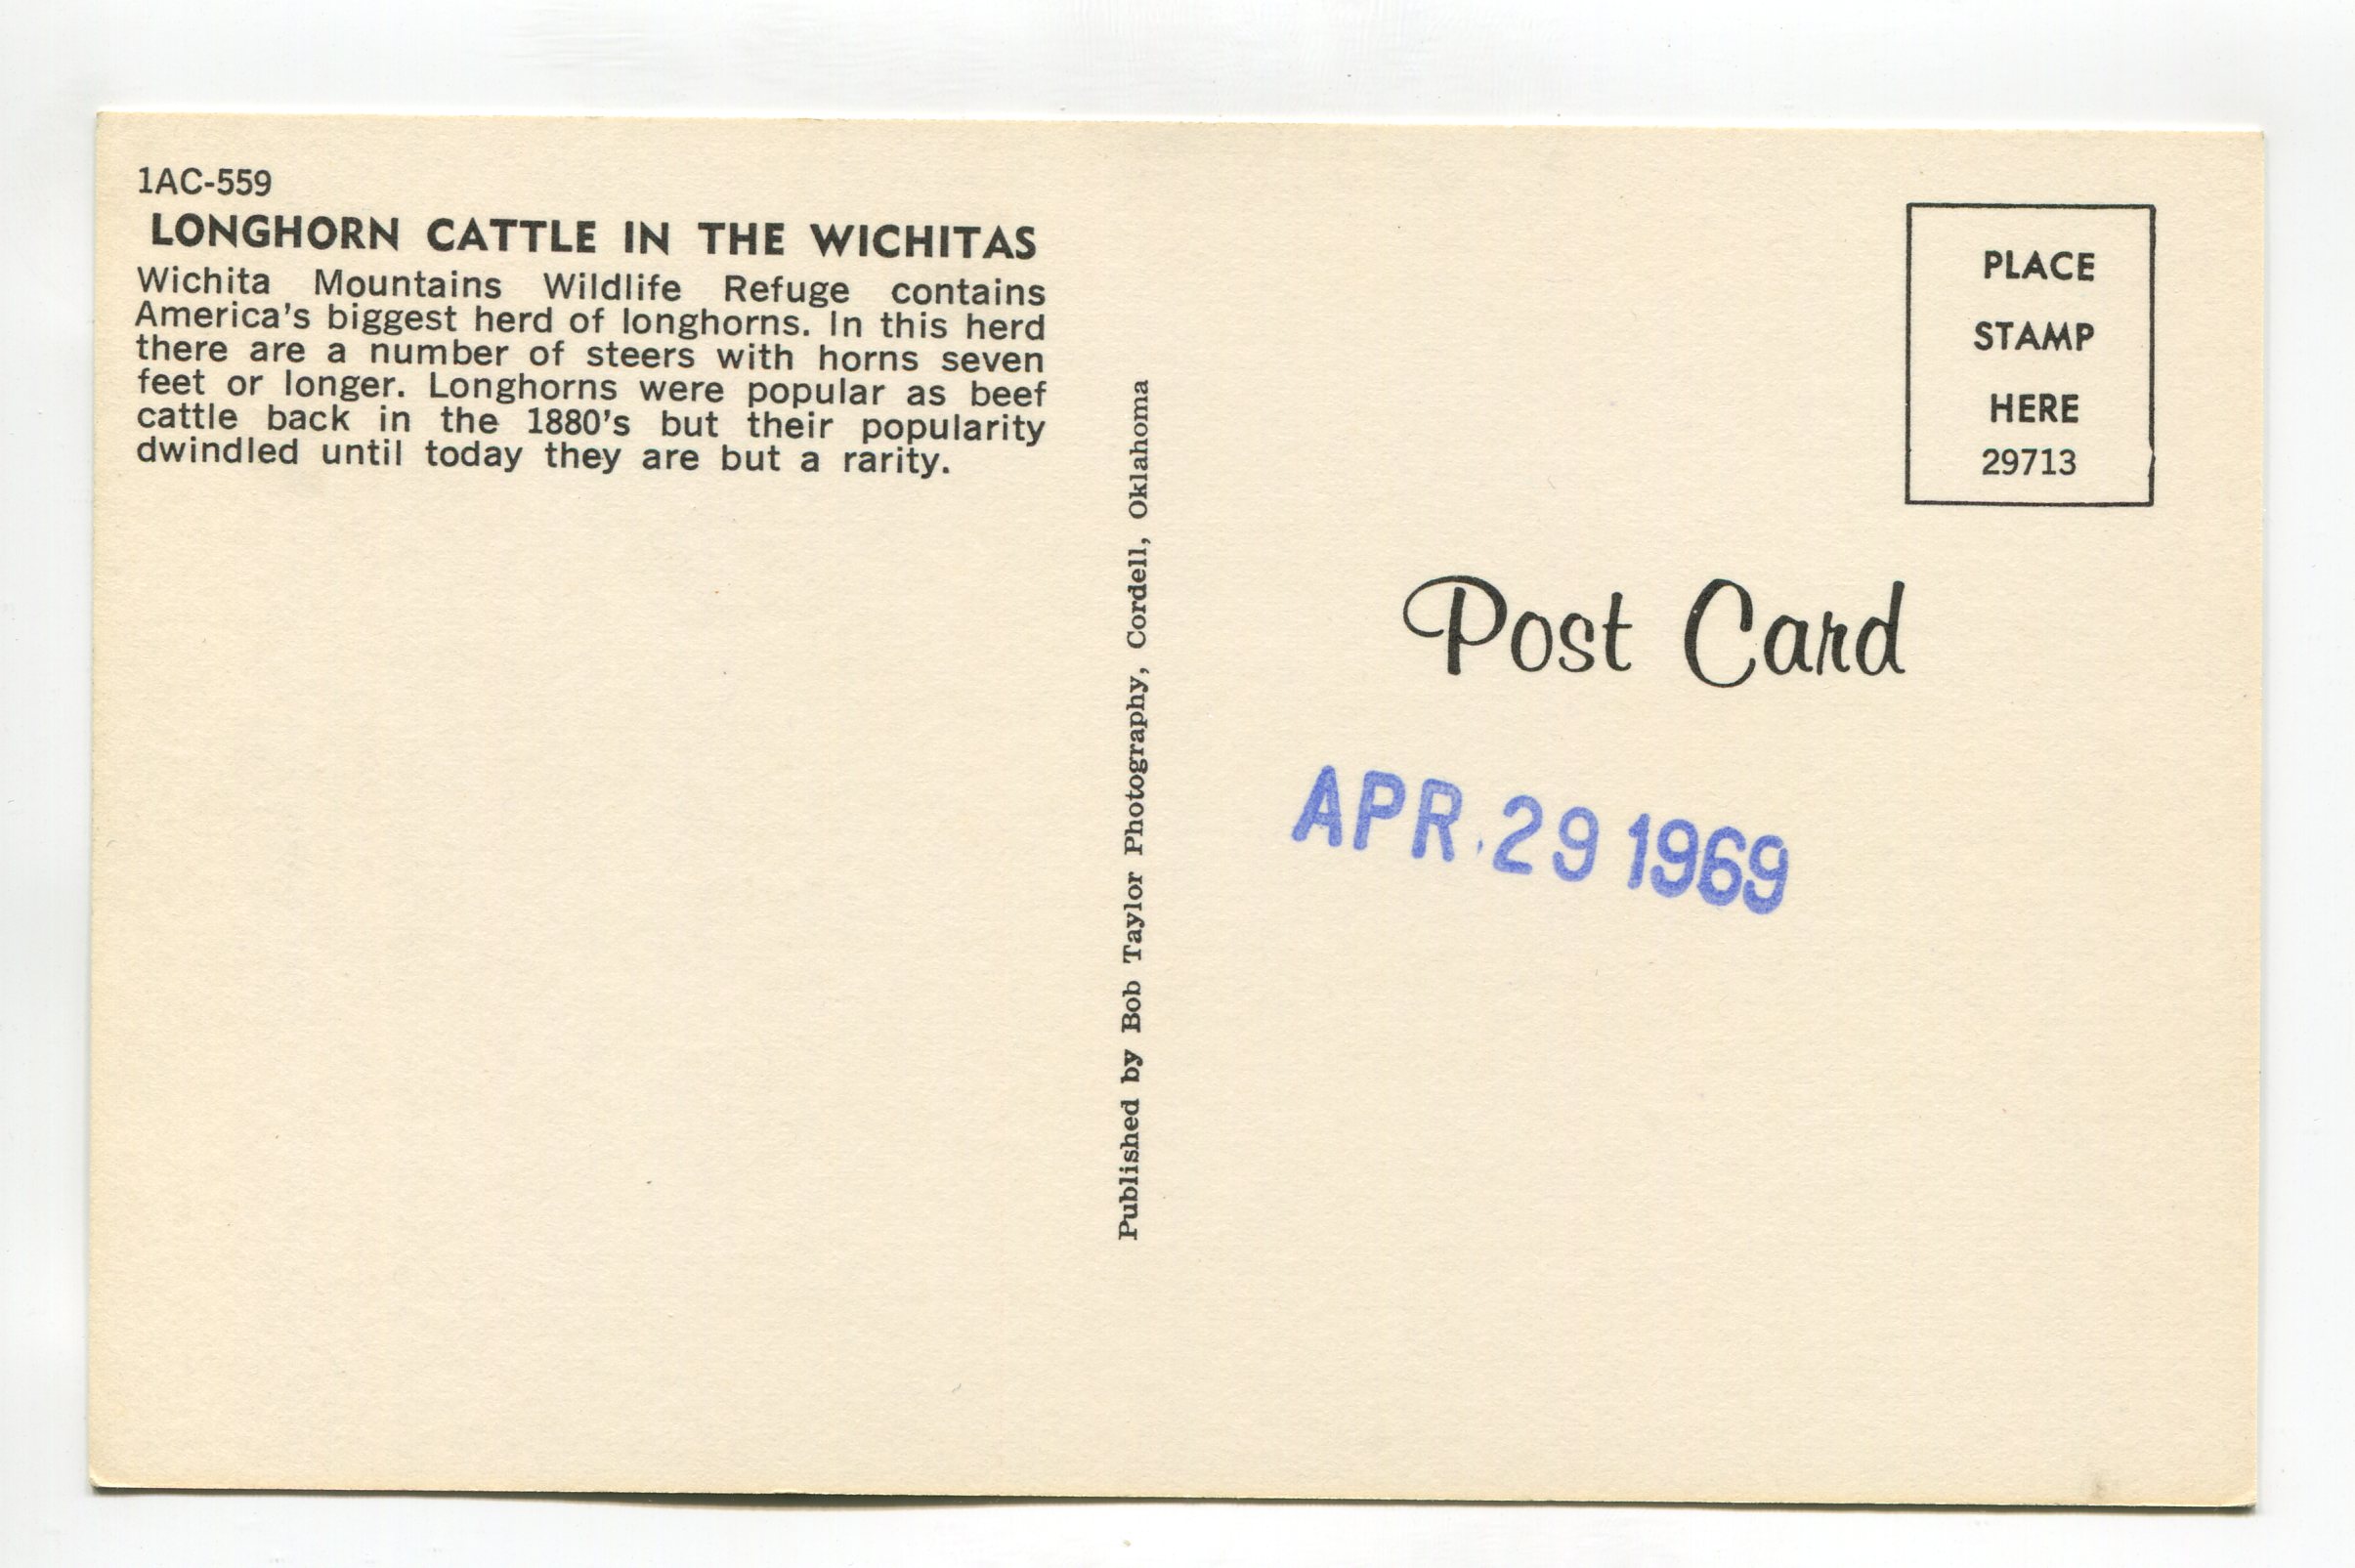 1AC-559
LONGHORN CATTLE IN THE WICHITAS
Wichita Mountains Wildlife Refuge contains
America's biggest herd of longhorns. In this herd
there are a number of steers with horns seven
feet or longer. Longhorns were popular as beef
cattle back in the 1880's but their popularity
dwindled until today they are but a rarity.
Published by Bob Taylor Photography, Cordell, Oklahoma
PLACE
STAMP
HERE
29713
Post Card
APR. 29 1969